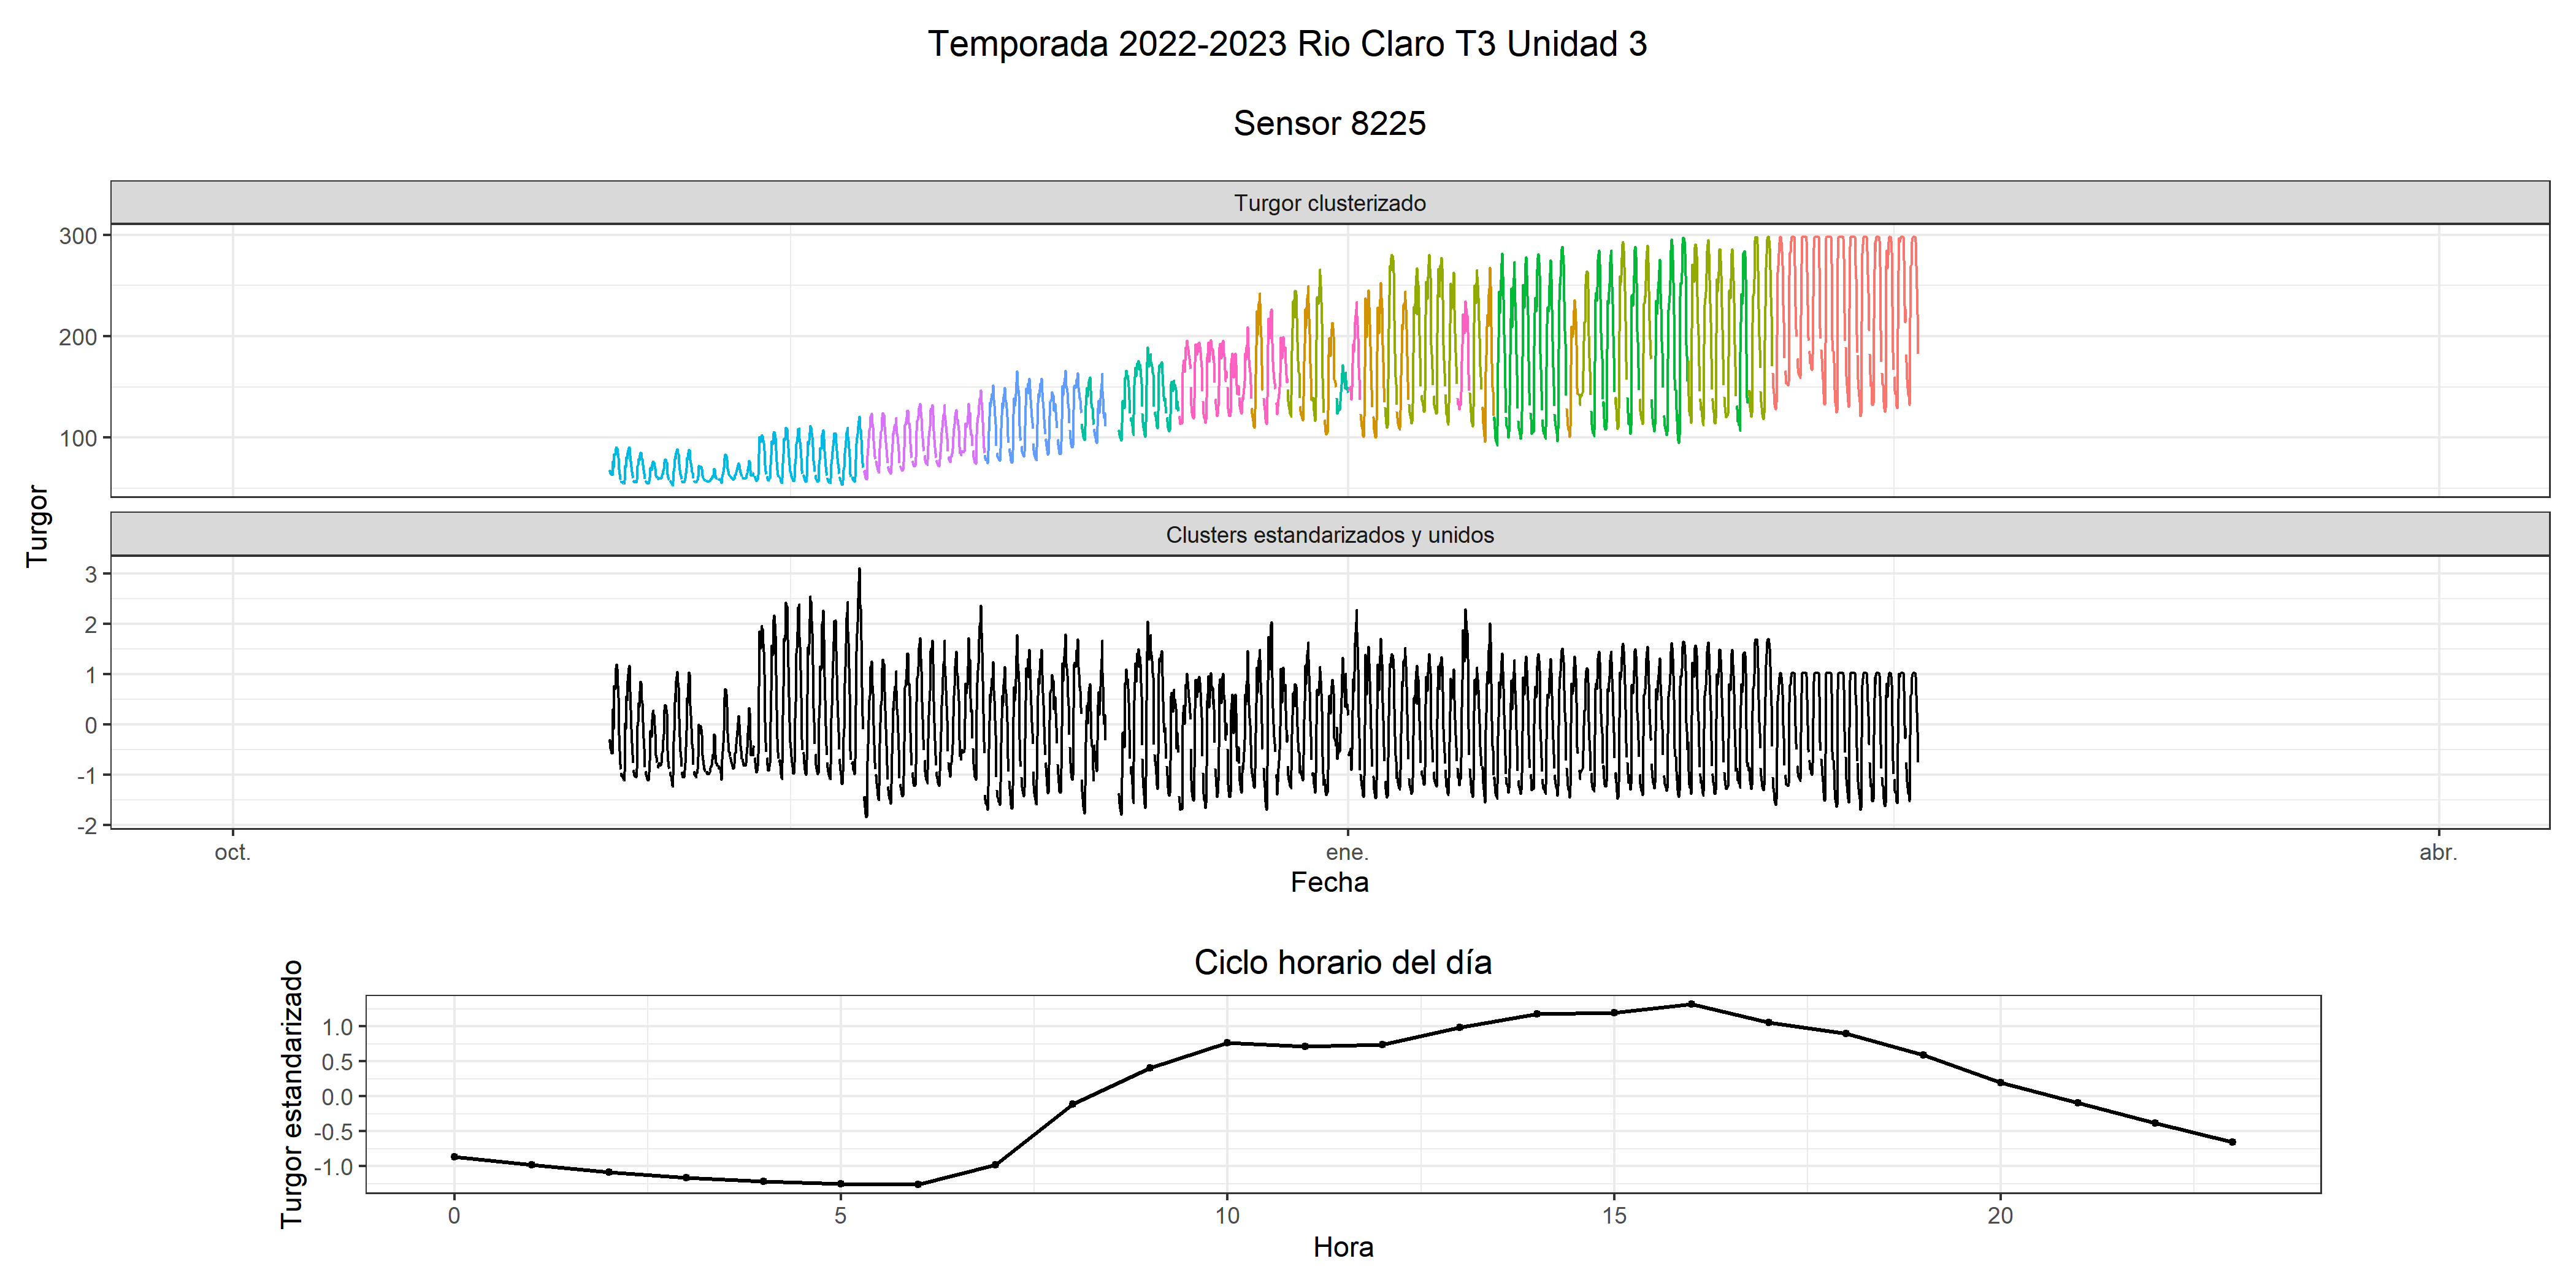 Temporada 2022-2023 Rio Claro T3 Unidad 3
Sensor 8225
Turgor clusterizado
300
200
100
Turgor
Clusters estandarizados y unidos
3
2
1
0
-1
-2
oct.
ene.
abr.
Fecha
Ciclo horario del día
Turgor estandarizado
1.0
0.5
0.0
-0.5
-1.0
0
5
10
15
20
Hora